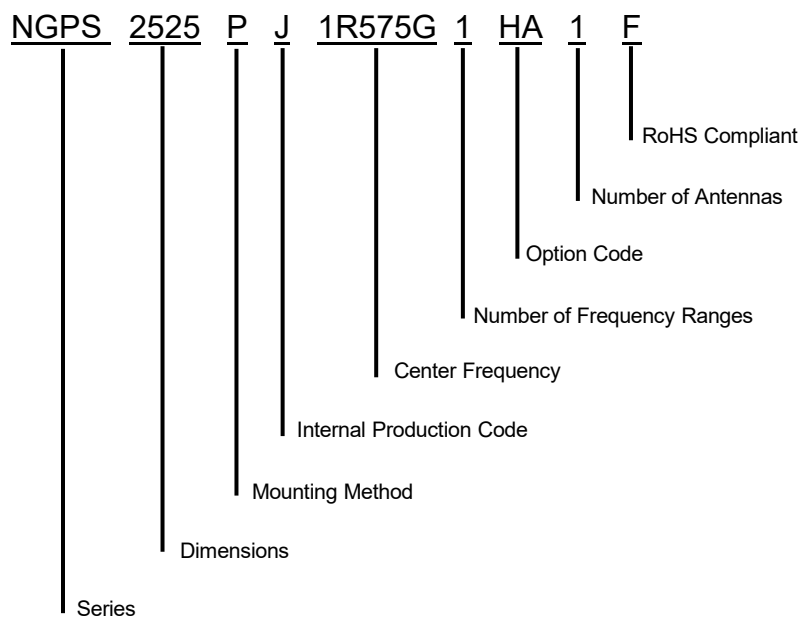 NGPS 2525 P J 1R575G 1 HA 1 F
RoHS Compliant
Number of Antennas
Option Code
Number of Frequency Ranges
Center Frequency
Internal Production Code
Mounting Method
Dimensions
Series